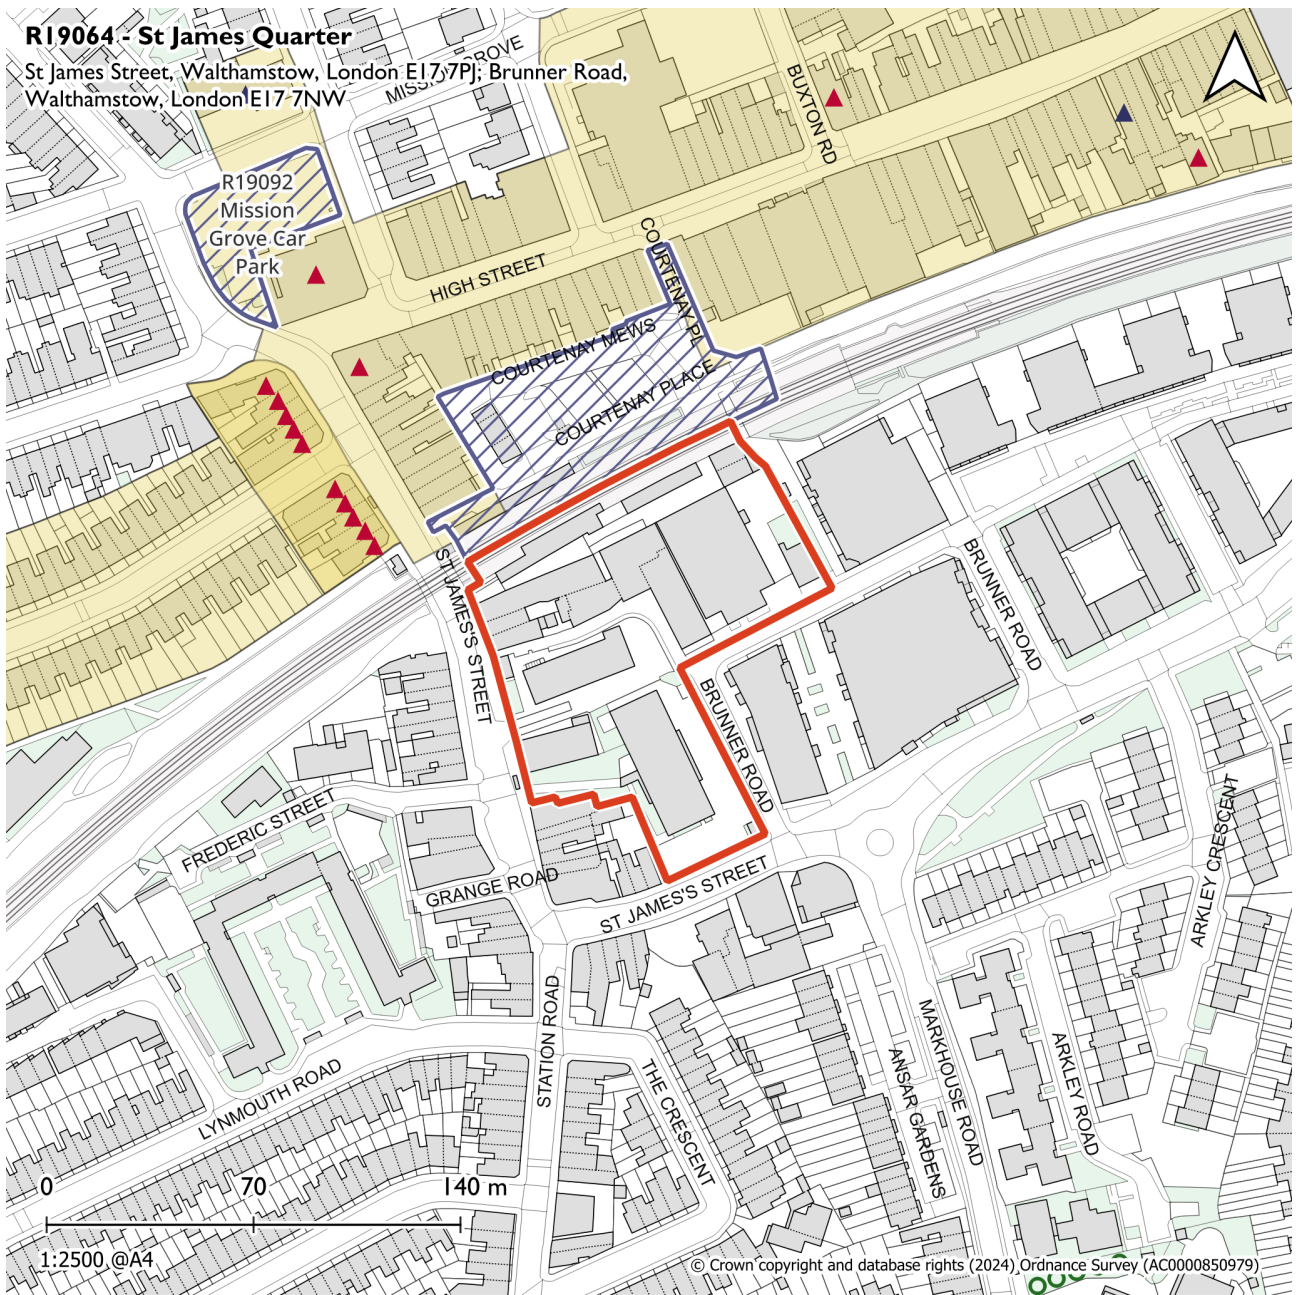 R19064 - St James Quarter
St James Street, Walthamstow, London E17 7PJ; Brunner Road,
Walthamstow, London E17 7NW
MISSION GROVE
BUXTON RD
R19092
Mission
Grove Car
Park
HIGH STREET
COURTENAY PL
COURTENAY MEWS
COURTENAY PLACE
ST JAMES'S STREET
BRUNNER ROAD
BRUNNER ROAD
FREDERIC STREET
GRANGE ROAD
ST JAMES'S STREET
ARKLEY CRESCENT
LYNMOUTH ROAD
STATION ROAD
THE CRESCENT
ANSAR GARDENS
MARKHOUSE ROAD
ARKLEY ROAD
0 70 140 m
1:2500 @A4
© Crown copyright and database rights (2024) Ordnance Survey (AC0000850979)